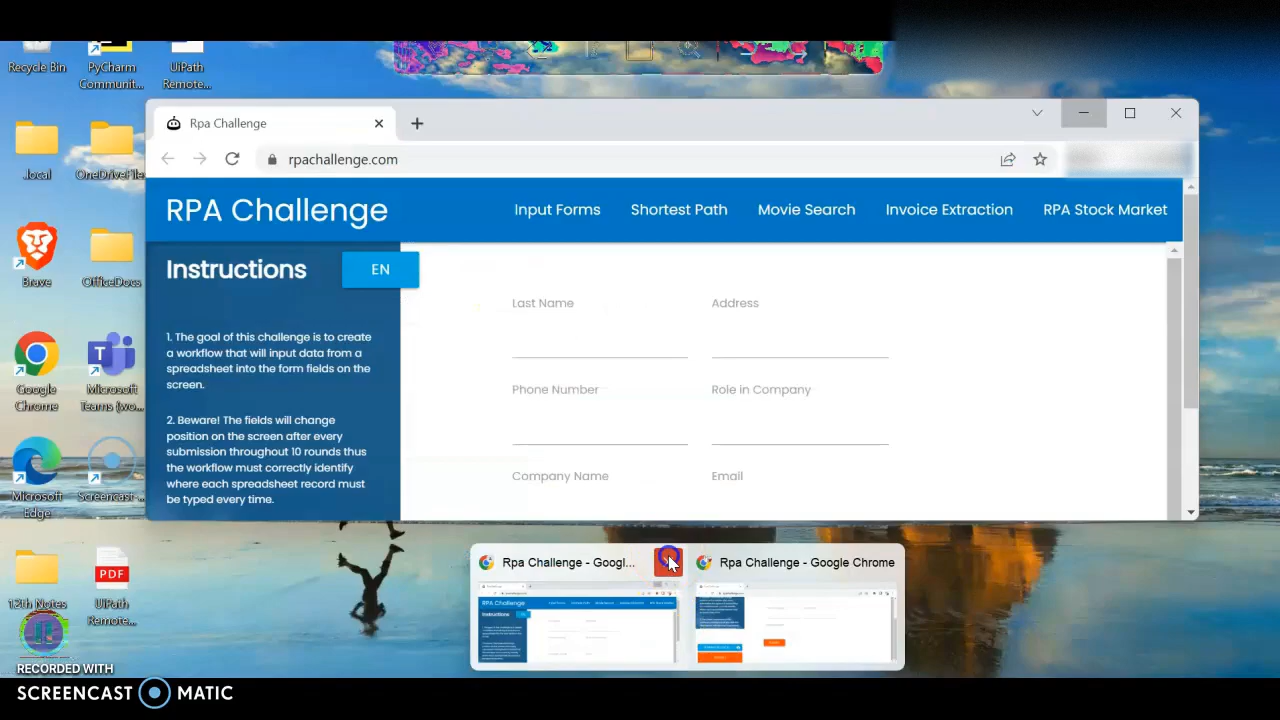 Recycle Bin
PyCharm
Communit...
UiPath
Remote...
.local
OneDriveFile
Brave
OfficeDocs
Google
Chrome
Microsoft
Teams (wo...
Microsoft
Edge
Screencast-...
12th Notes
PDF
UiPath
Remote...
Rpa Challenge
rpachallenge.com
RPA Challenge
Input Forms
Shortest Path
Movie Search
Invoice Extraction
RPA Stock Market
Instructions
EN
1. The goal of this challenge is to create
a workflow that will input data from a
spreadsheet into the form fields on the
screen.
2. Beware! The fields will change
position on the screen after every
submission throughout 10 rounds thus
the workflow must correctly identify
where each spreadsheet record must
be typed every time.
Last Name
Address
Phone Number
Role in Company
Company Name
Email
Rpa Challenge - Googl...
Rpa Challenge - Google Chrome
RPA Challenge
Instructions
RECORDED WITH
SCREENCAST MATIC